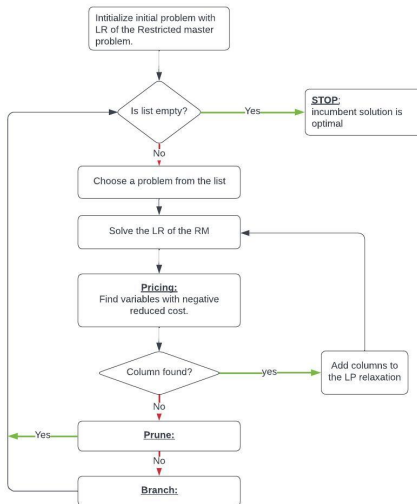 Intitialize initial problem with
LR of the Restricted master
problem.
Is list empty?
Yes
STOP:
incumbent solution is
optimal
No
Choose a problem from the list
Solve the LR of the RM
Pricing:
Find variables with negative
reduced cost.
Column found?
yes
Add columns to
the LP relaxation
No
Yes
Prune:
No
Branch: